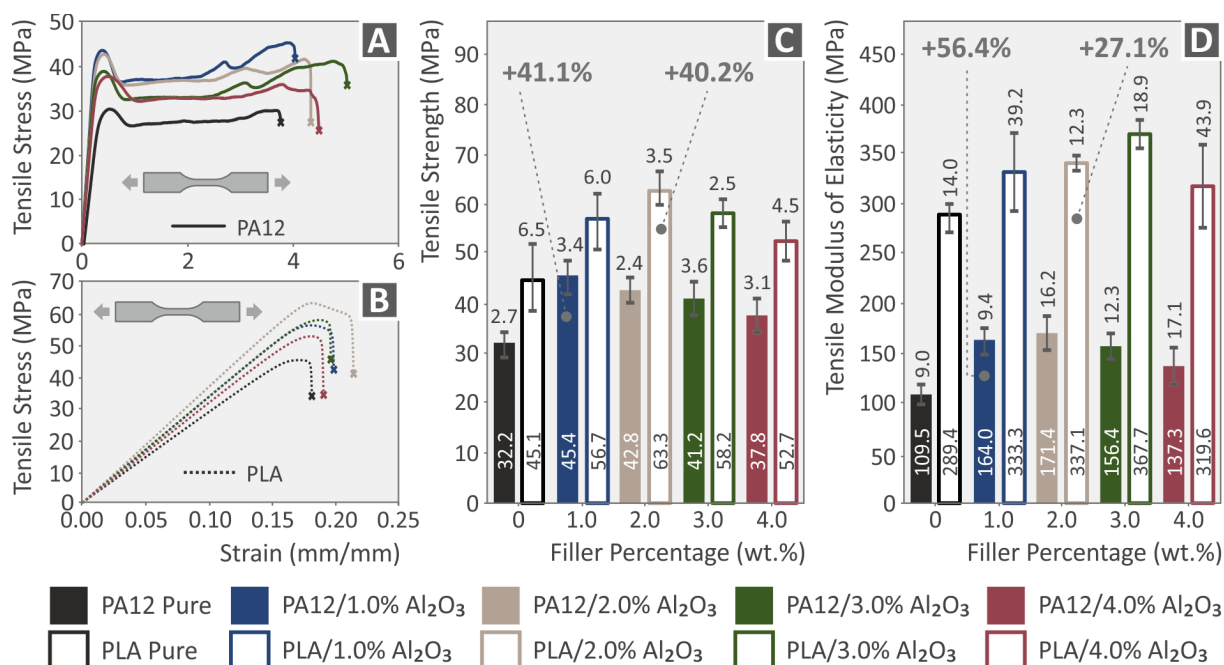 A
Tensile Stress (MPa)
50
40
30
20
10
0
PA12
0 2 4 6
B
Tensile Stress (MPa)
70
60
50
40
30
20
10
0
PLA
0.00 0.05 0.10 0.15 0.20 0.25
Strain (mm/mm)
C
Tensile Strength (MPa)
90
80
70
60
50
40
30
20
10
0
+41.1% +40.2%
2.7 6.5 3.4 6.0 2.4 3.5 3.6 2.5 3.1 4.5
32.2 45.1 45.4 56.7 42.8 63.3 41.2 58.2 37.8 52.7
0 1.0 2.0 3.0 4.0
Filler Percentage (wt.%)
D
Tensile Modulus of Elasticity (MPa)
450
400
350
300
250
200
150
100
50
0
+56.4% +27.1%
9.0 14.0 9.4 39.2 16.2 12.3 12.3 18.9 17.1 43.9
109.5 289.4 164.0 333.3 171.4 337.1 156.4 367.7 137.3 319.6
0 1.0 2.0 3.0 4.0
Filler Percentage (wt.%)
PA12 Pure PA12/1.0% Al₂O₃ PA12/2.0% Al₂O₃ PA12/3.0% Al₂O₃ PA12/4.0% Al₂O₃
PLA Pure PLA/1.0% Al₂O₃ PLA/2.0% Al₂O₃ PLA/3.0% Al₂O₃ PLA/4.0% Al₂O₃